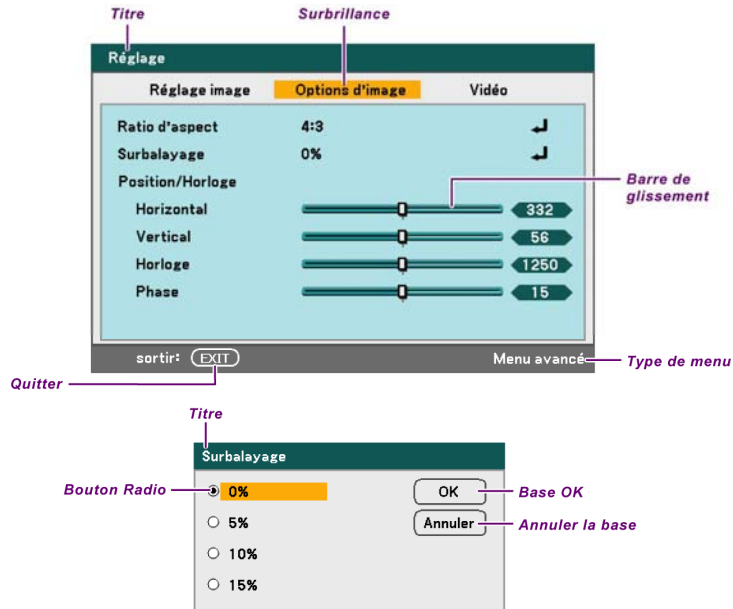 Titre Surbrillance
Réglage
Réglage image Options d'image Vidéo
Ratio d'aspect 4:3
Surbalayage 0%
Position/Horloge
Barre de glissement
Horizontal 332
Vertical 56
Horloge 1250
Phase 15
sortir: EXIT Menu avancé
Type de menu
Quitter
Titre
Surbalayage
Bouton Radio 0% OK Base OK
5% Annuler Annuler la base
10%
15%